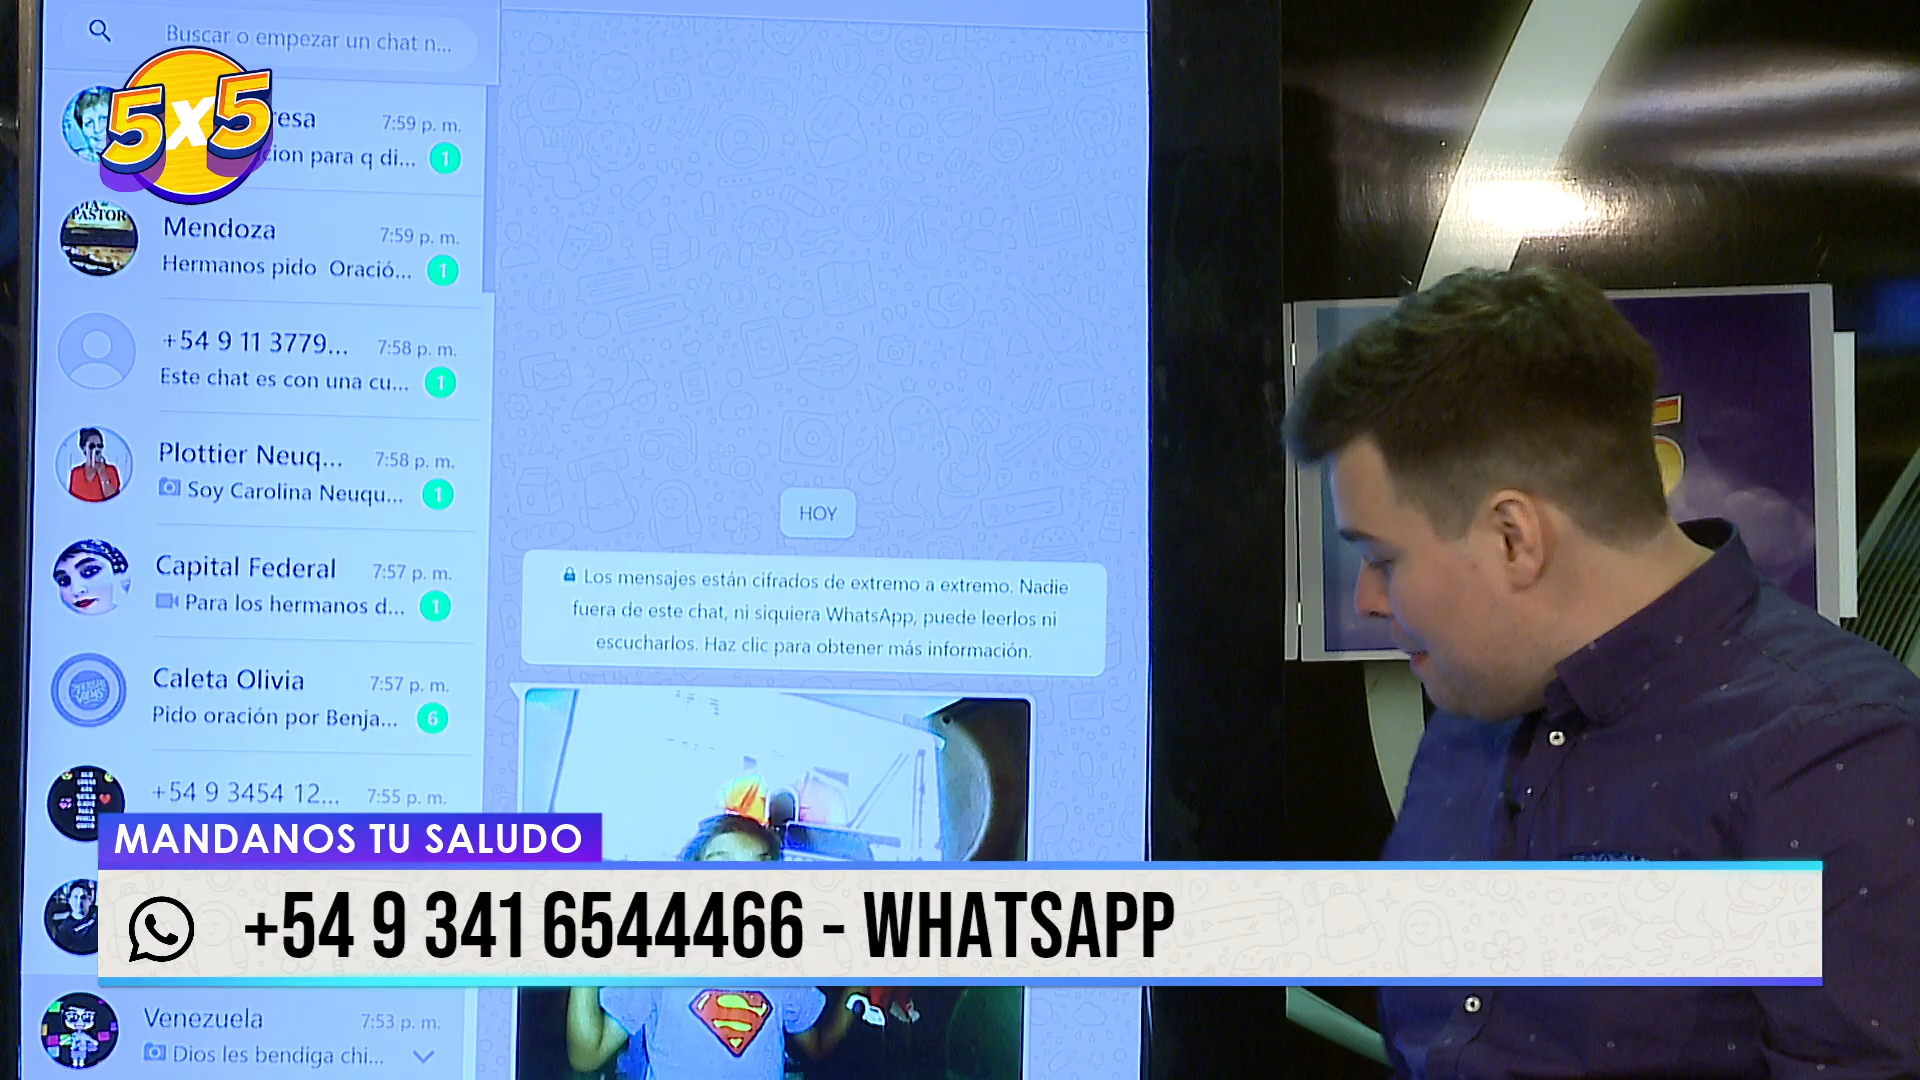 Buscar o empezar un chat n...
5x5
esa
7:59 p. m.
cion para q di...
1
PASTOR
Mendoza
7:59 p. m.
Hermanos pido Oració...
1
+54 9 11 3779...
7:58 p. m.
Este chat es con una cu...
1
Plottier Neuq...
7:58 p. m.
Soy Carolina Neuqu...
1
Capital Federal
7:57 p. m.
Para los hermanos d...
1
Caleta Olivia
7:57 p. m.
Pido oración por Benja...
6
+54 9 3454 12...
7:55 p. m.
Venezuela
7:53 p. m.
Dios les bendiga chi...
HOY
Los mensajes están cifrados de extremo a extremo. Nadie
fuera de este chat, ni siquiera WhatsApp, puede leerlos ni
escucharlos. Haz clic para obtener más información.
MANDANOS TU SALUDO
+54 9 341 6544466 - WHATSAPP